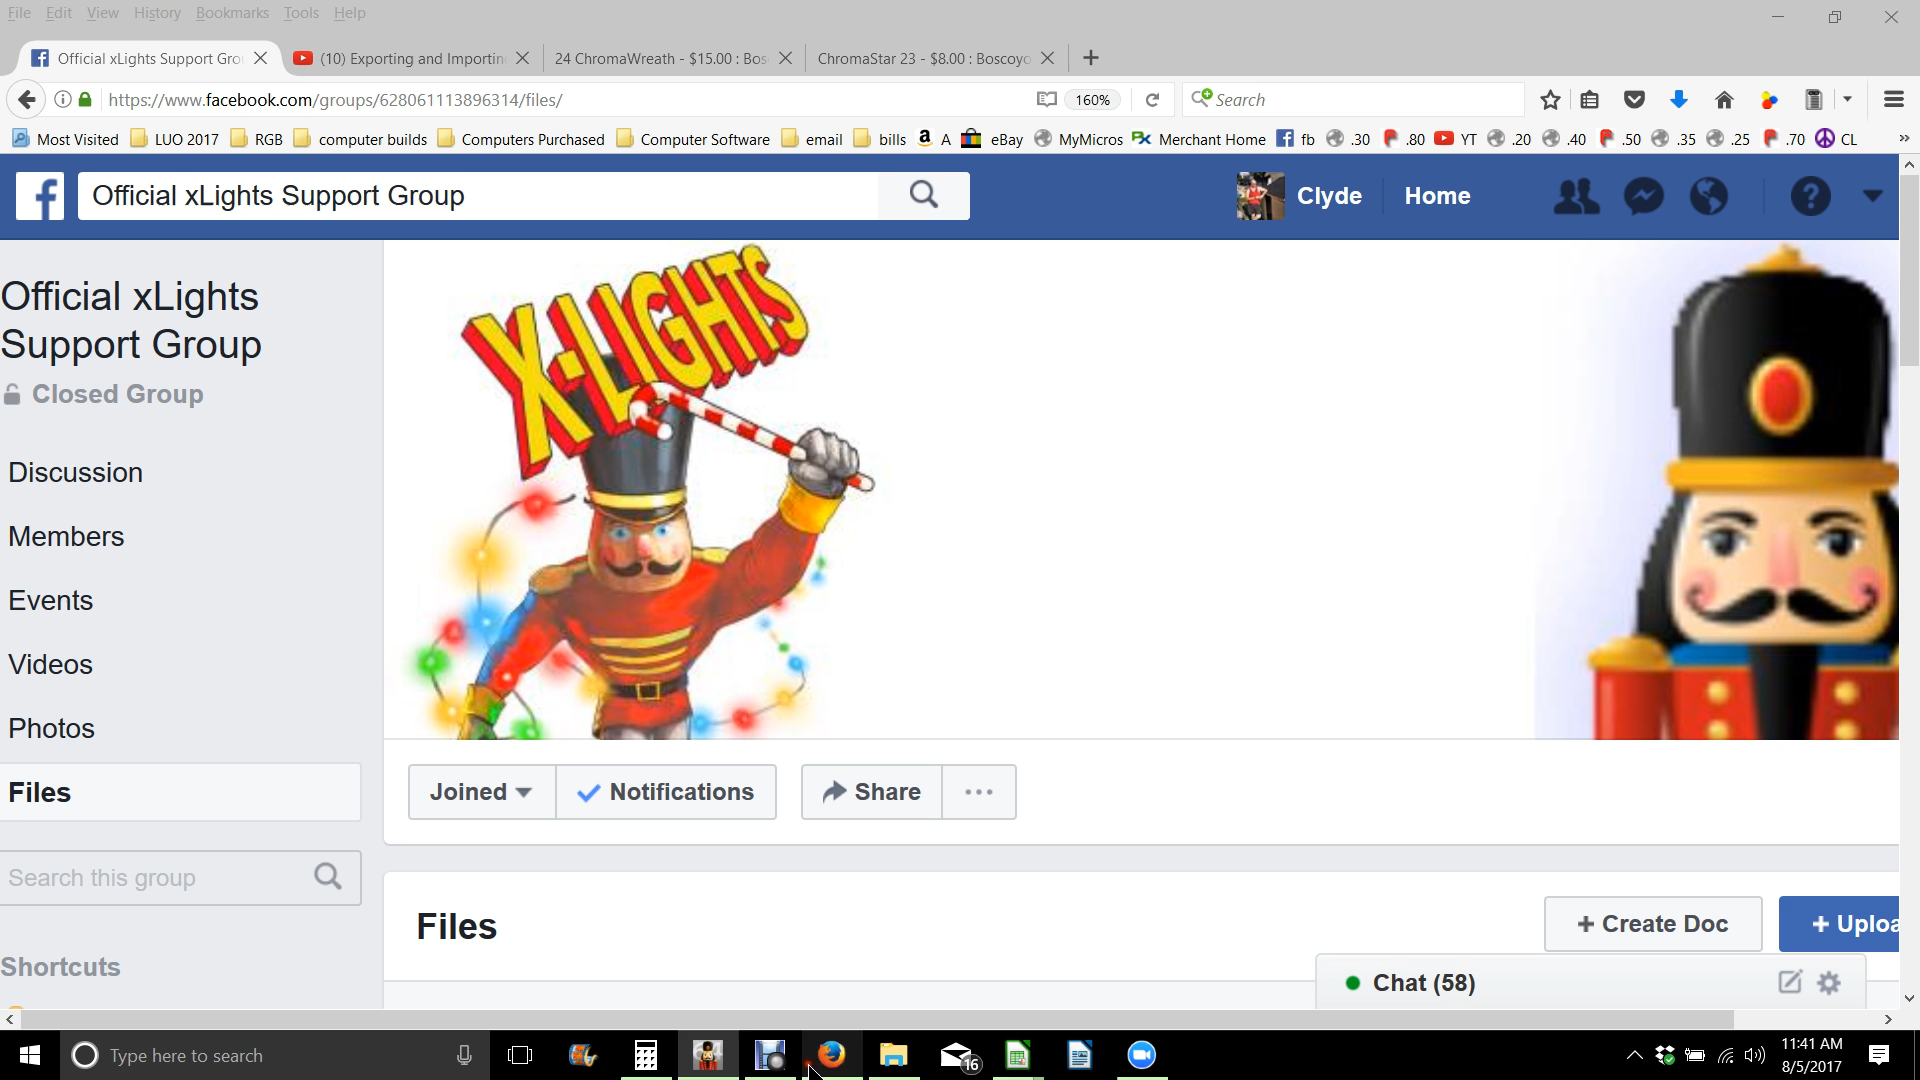 File Edit View History Bookmarks Tools Help
Official xLights Support Gro
(10) Exporting and Importin
24 ChromaWreath - $15.00 : Bos
ChromaStar 23 - $8.00 : Boscoyo
https://www.facebook.com/groups/628061113896314/files/
160%
Search
Most Visited LUO 2017 RGB computer builds Computers Purchased Computer Software email bills A eBay MyMicros Merchant Home fb .30 .80 YT .20 .40 .50 .35 .25 .70 CL
Official xLights Support Group
Clyde
Home
Official xLights
Support Group
Closed Group
Discussion
Members
Events
Videos
Photos
Files
Search this group
Shortcuts
X-LIGHTS
Joined
Notifications
Share
Files
+ Create Doc
+ Uploa
Chat (58)
Type here to search
16
11:41 AM
8/5/2017